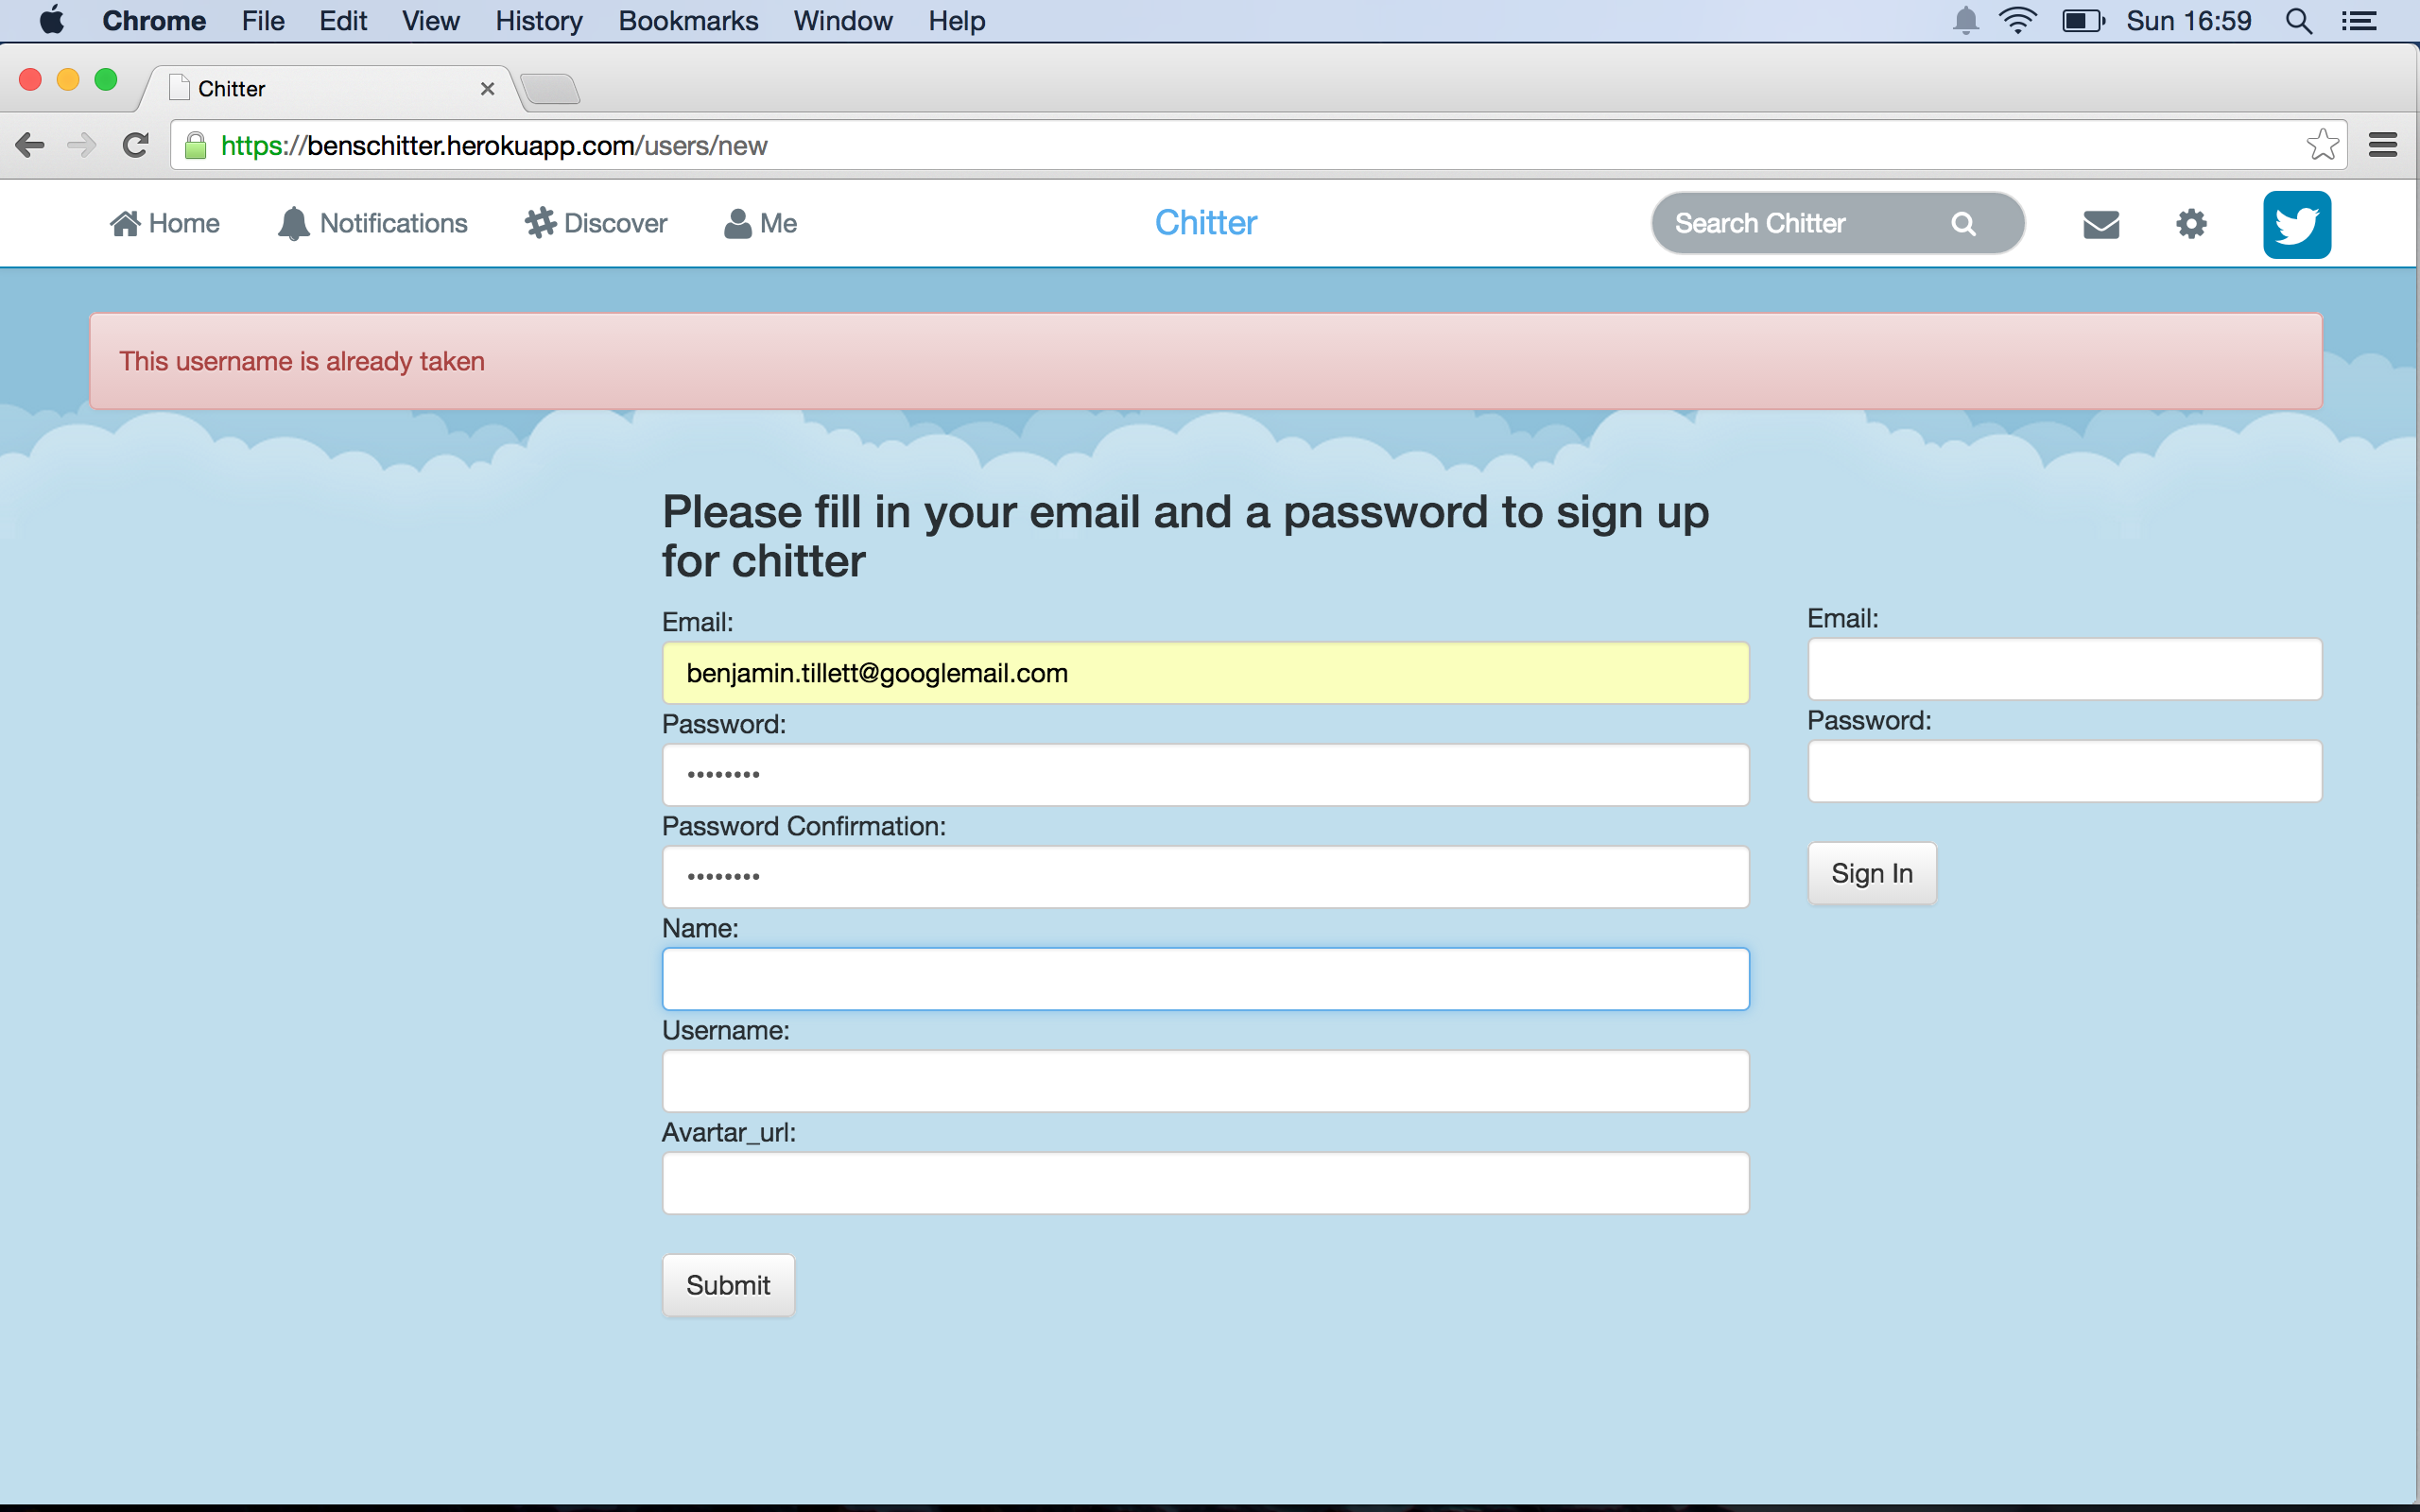 Chrome File Edit View History Bookmarks Window Help Sun 16:59
Chitter
https://benschitter.herokuapp.com/users/new
Home Notifications Discover Me Chitter Search Chitter
This username is already taken
Please fill in your email and a password to sign up
for chitter
Email:
benjamin.tillett@googlemail.com
Password:
••••••••
Password Confirmation:
••••••••
Name:
Username:
Avartar_url:
Submit
Email:
Password:
Sign In